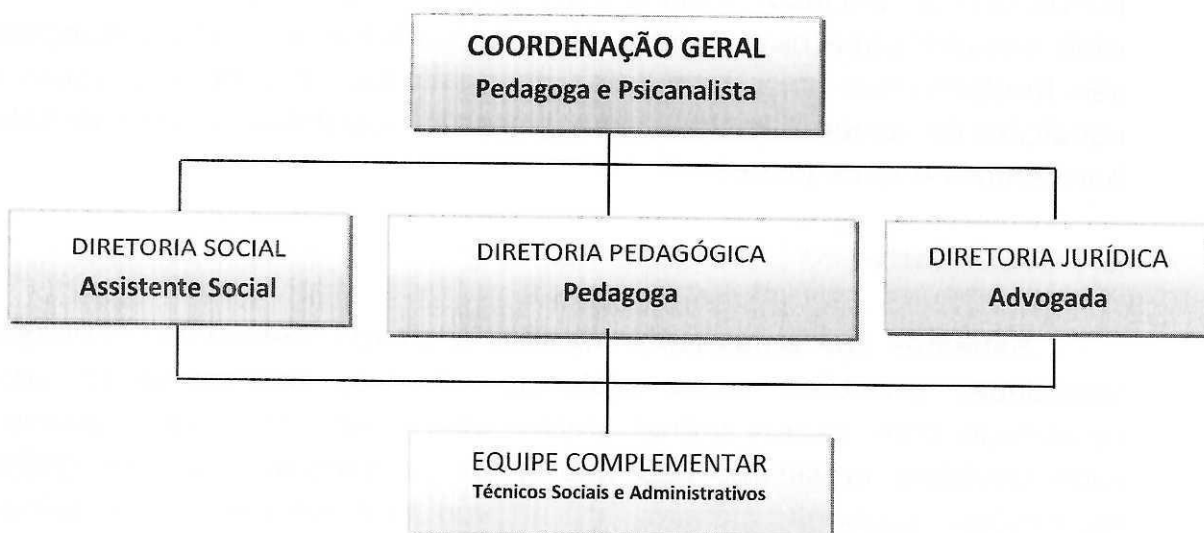 COORDENAÇÃO GERAL
Pedagoga e Psicanalista
DIRETORIA SOCIAL
Assistente Social
DIRETORIA PEDAGÓGICA
Pedagoga
DIRETORIA JURÍDICA
Advogada
EQUIPE COMPLEMENTAR
Técnicos Sociais e Administrativos